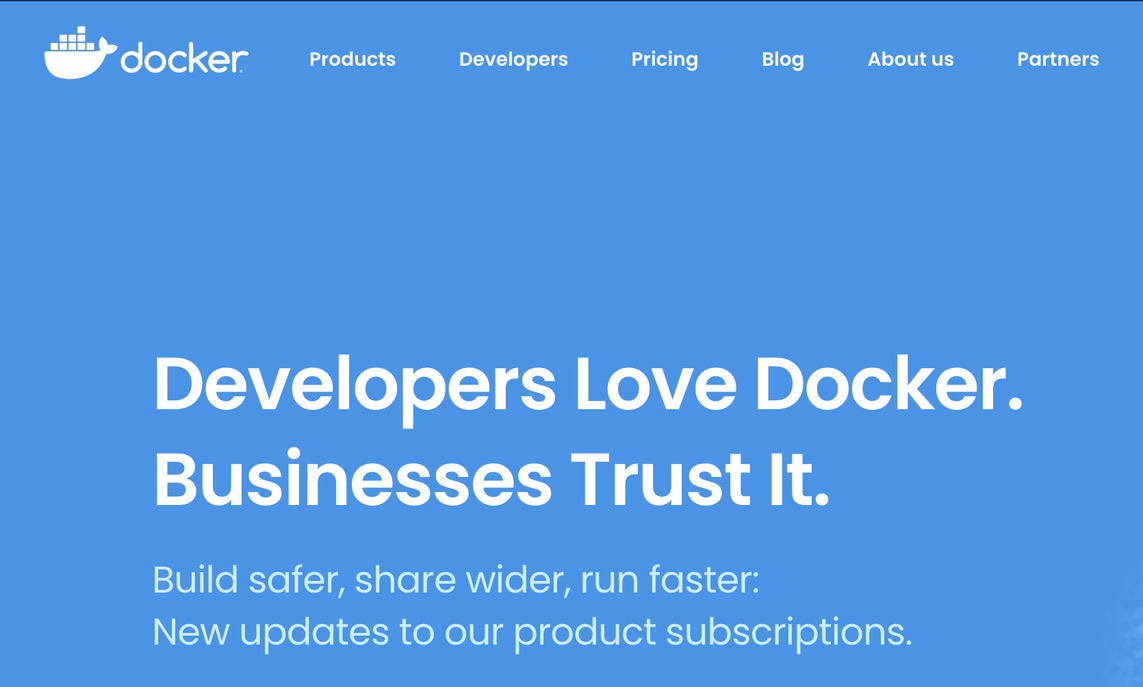 docker
Products Developers Pricing Blog About us Partners
Developers Love Docker.
Businesses Trust It.
Build safer, share wider, run faster:
New updates to our product subscriptions.